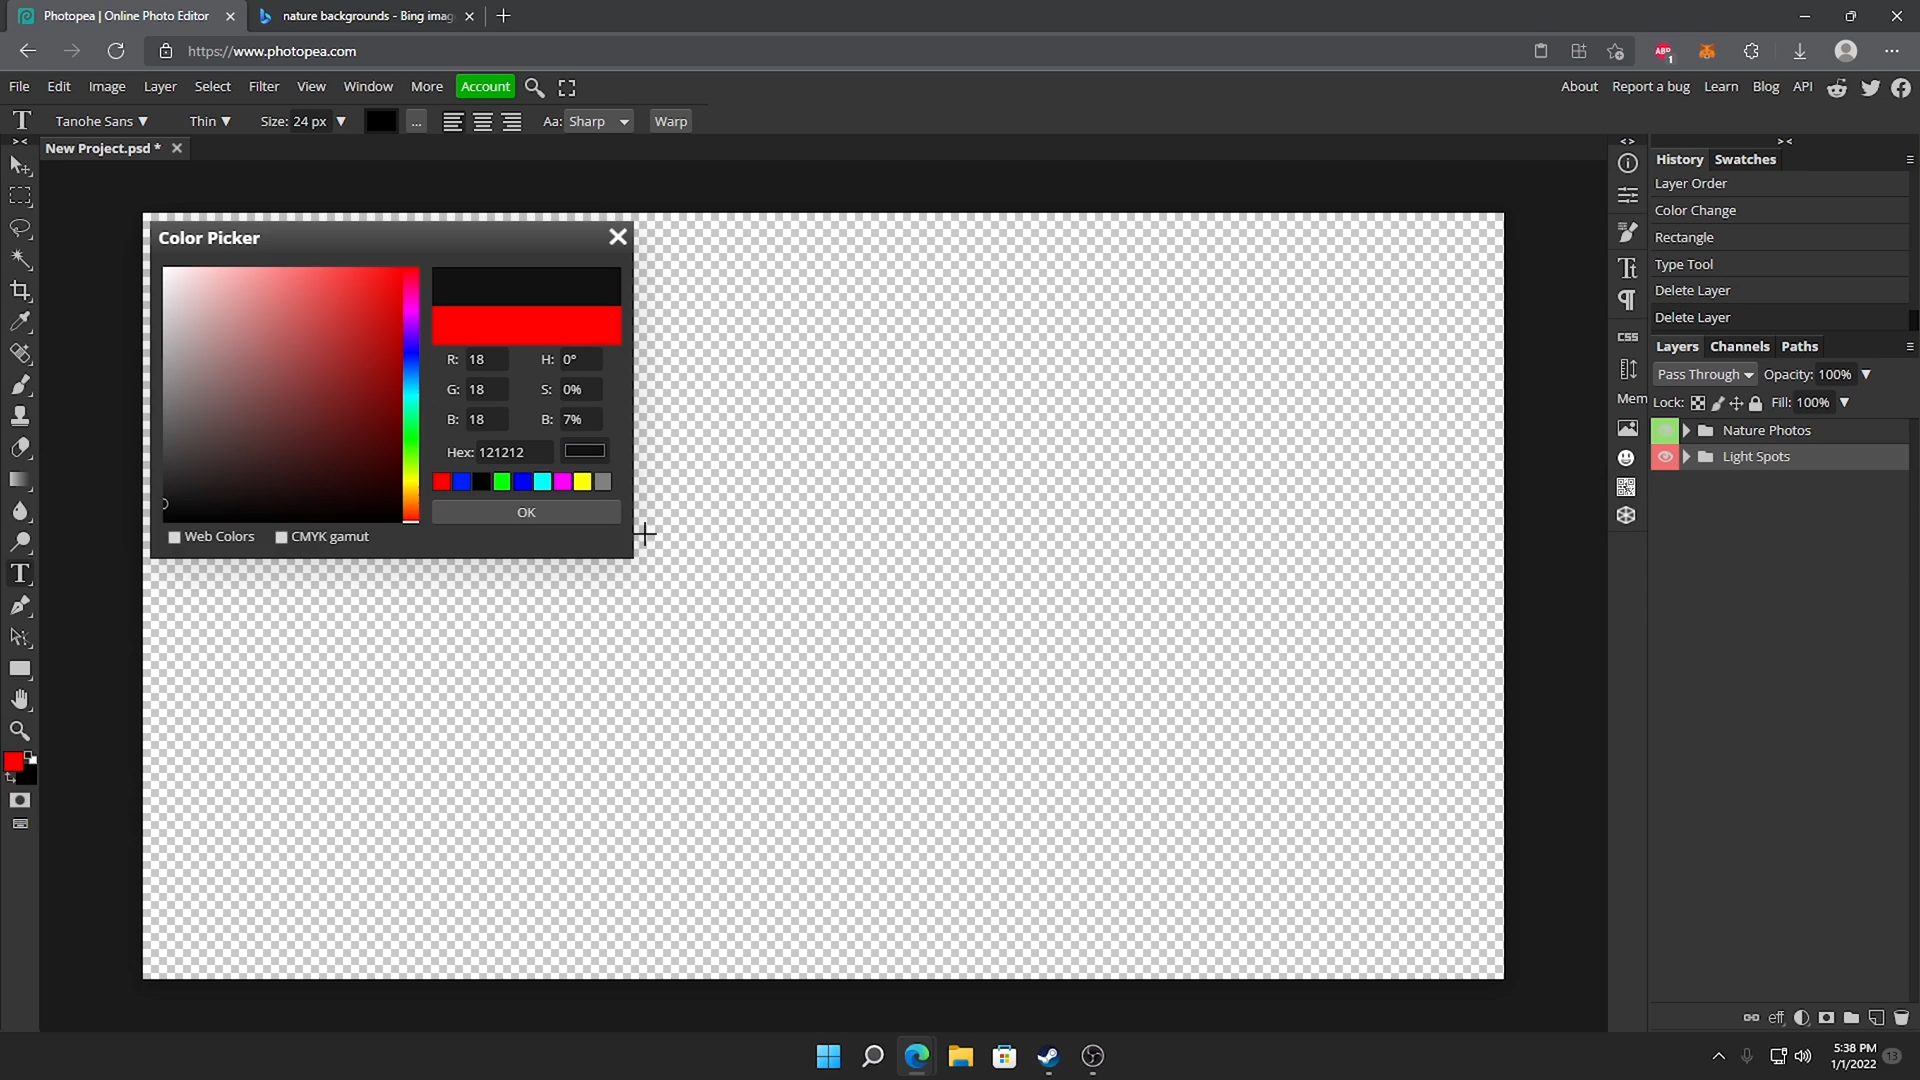 Photopea | Online Photo Editor
nature backgrounds - Bing imag
https://www.photopea.com
ABP
1
File Edit Image Layer Select Filter View Window More Account
About Report a bug Learn Blog API
T Tanohe Sans Thin Size: 24 px ... Aa: Sharp Warp
New Project.psd *
Color Picker
R: 18 H: 0°
G: 18 S: 0%
B: 18 B: 7%
Hex: 121212
OK
Web Colors CMYK gamut
T
History Swatches
Layer Order
Color Change
Rectangle
Type Tool
Delete Layer
Delete Layer
CSS
Mem
Layers Channels Paths
Pass Through Opacity: 100%
Lock: Fill: 100%
Nature Photos
Light Spots
eff
5:38 PM
1/1/2022
13